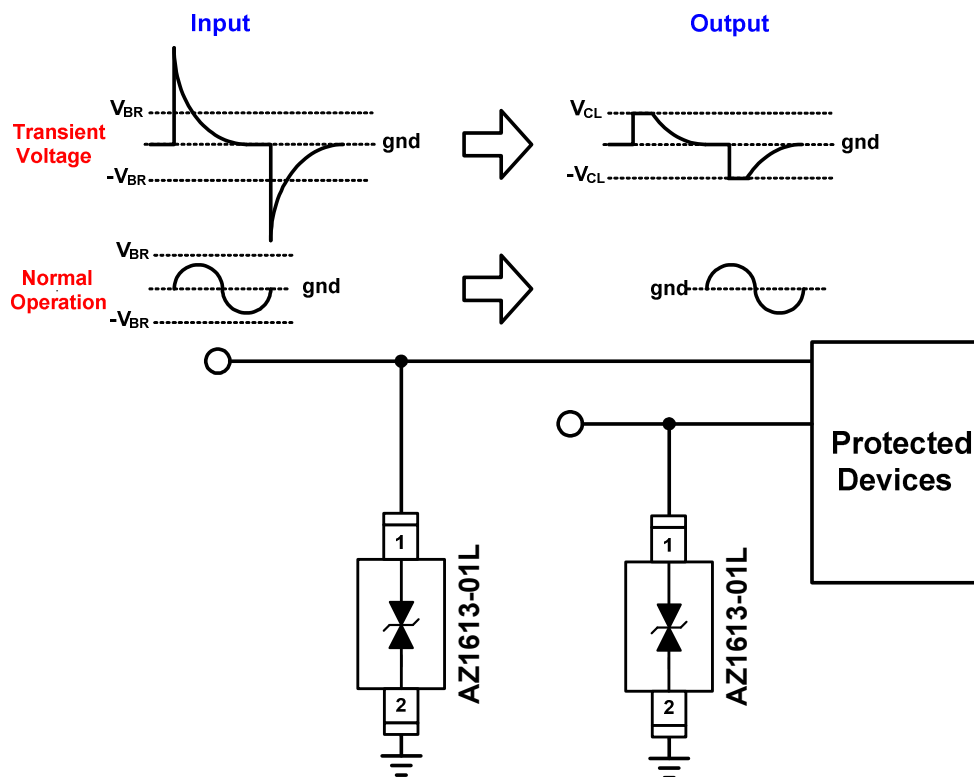 Input
Output
VBR
VCL
Transient
Voltage
gnd
gnd
-VBR
-VCL
VBR
Normal
Operation
gnd
gnd
-VBR
Protected
Devices
1
AZ1613-01L
2
1
AZ1613-01L
2